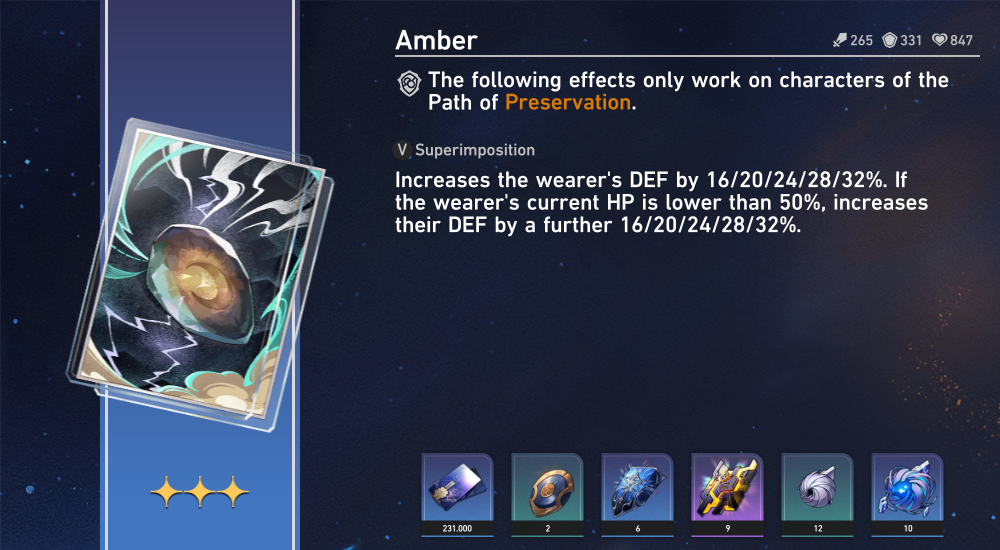 Amber
265 331 847
The following effects only work on characters of the
Path of Preservation.
V Superimposition
Increases the wearer's DEF by 16/20/24/28/32%. If
the wearer's current HP is lower than 50%, increases
their DEF by a further 16/20/24/28/32%.
231.000 2 6 9 12 10